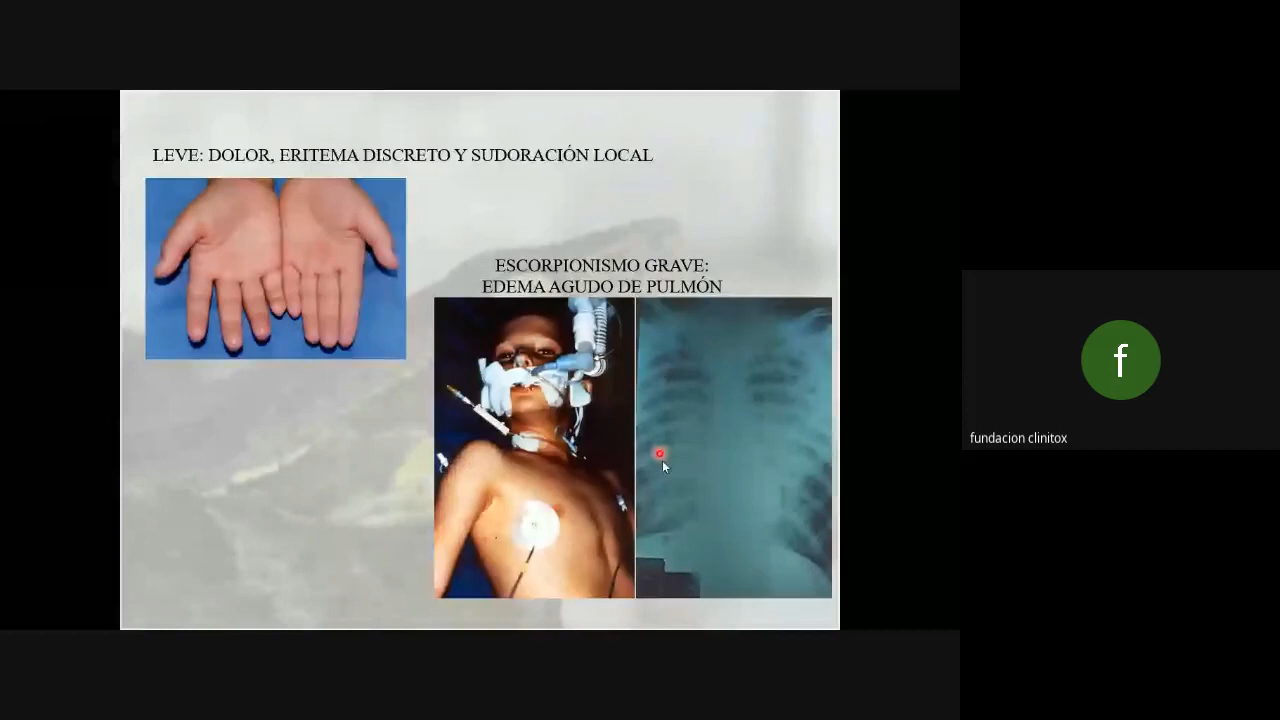 LEVE: DOLOR, ERITEMA DISCRETO Y SUDORACIÓN LOCAL
ESCORPIONISMO GRAVE:
EDEMA AGUDO DE PULMÓN
f
fundacion clinitox